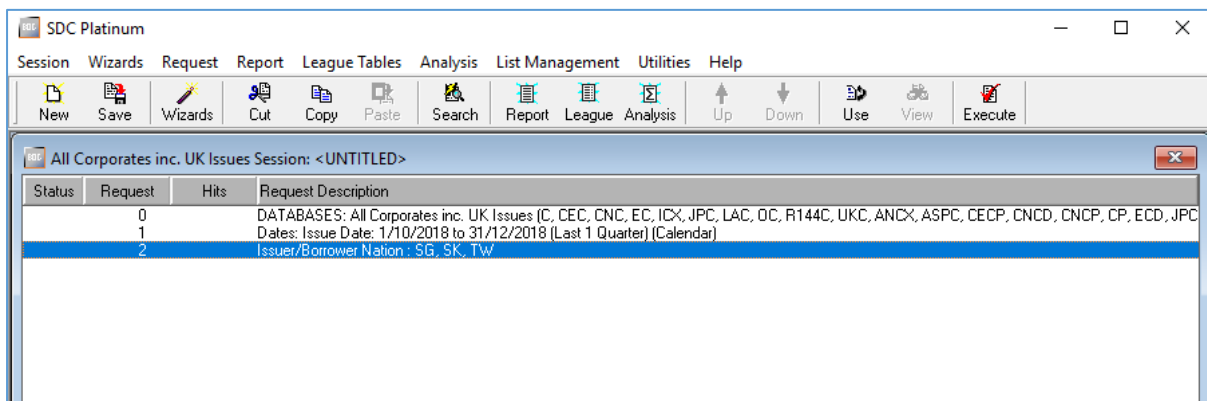 SDC Platinum
Session Wizards Request Report League Tables Analysis List Management Utilities Help
New Save Wizards Cut Copy Paste Search Report League Analysis Up Down Use View Execute
All Corporates inc. UK Issues Session: <UNTITLED>
Status Request Hits Request Description
0 DATABASES: All Corporates inc. UK Issues (C, CEC, CNC, EC, ICX, JPC, LAC, OC, R144C, UKC, ANCX, ASPC, CECP, CNCD, CNCP, CP, ECD, JPC
1 Dates: Issue Date: 1/10/2018 to 31/12/2018 (Last 1 Quarter) (Calendar)
2 Issuer/Borrower Nation : SG, SK, TW